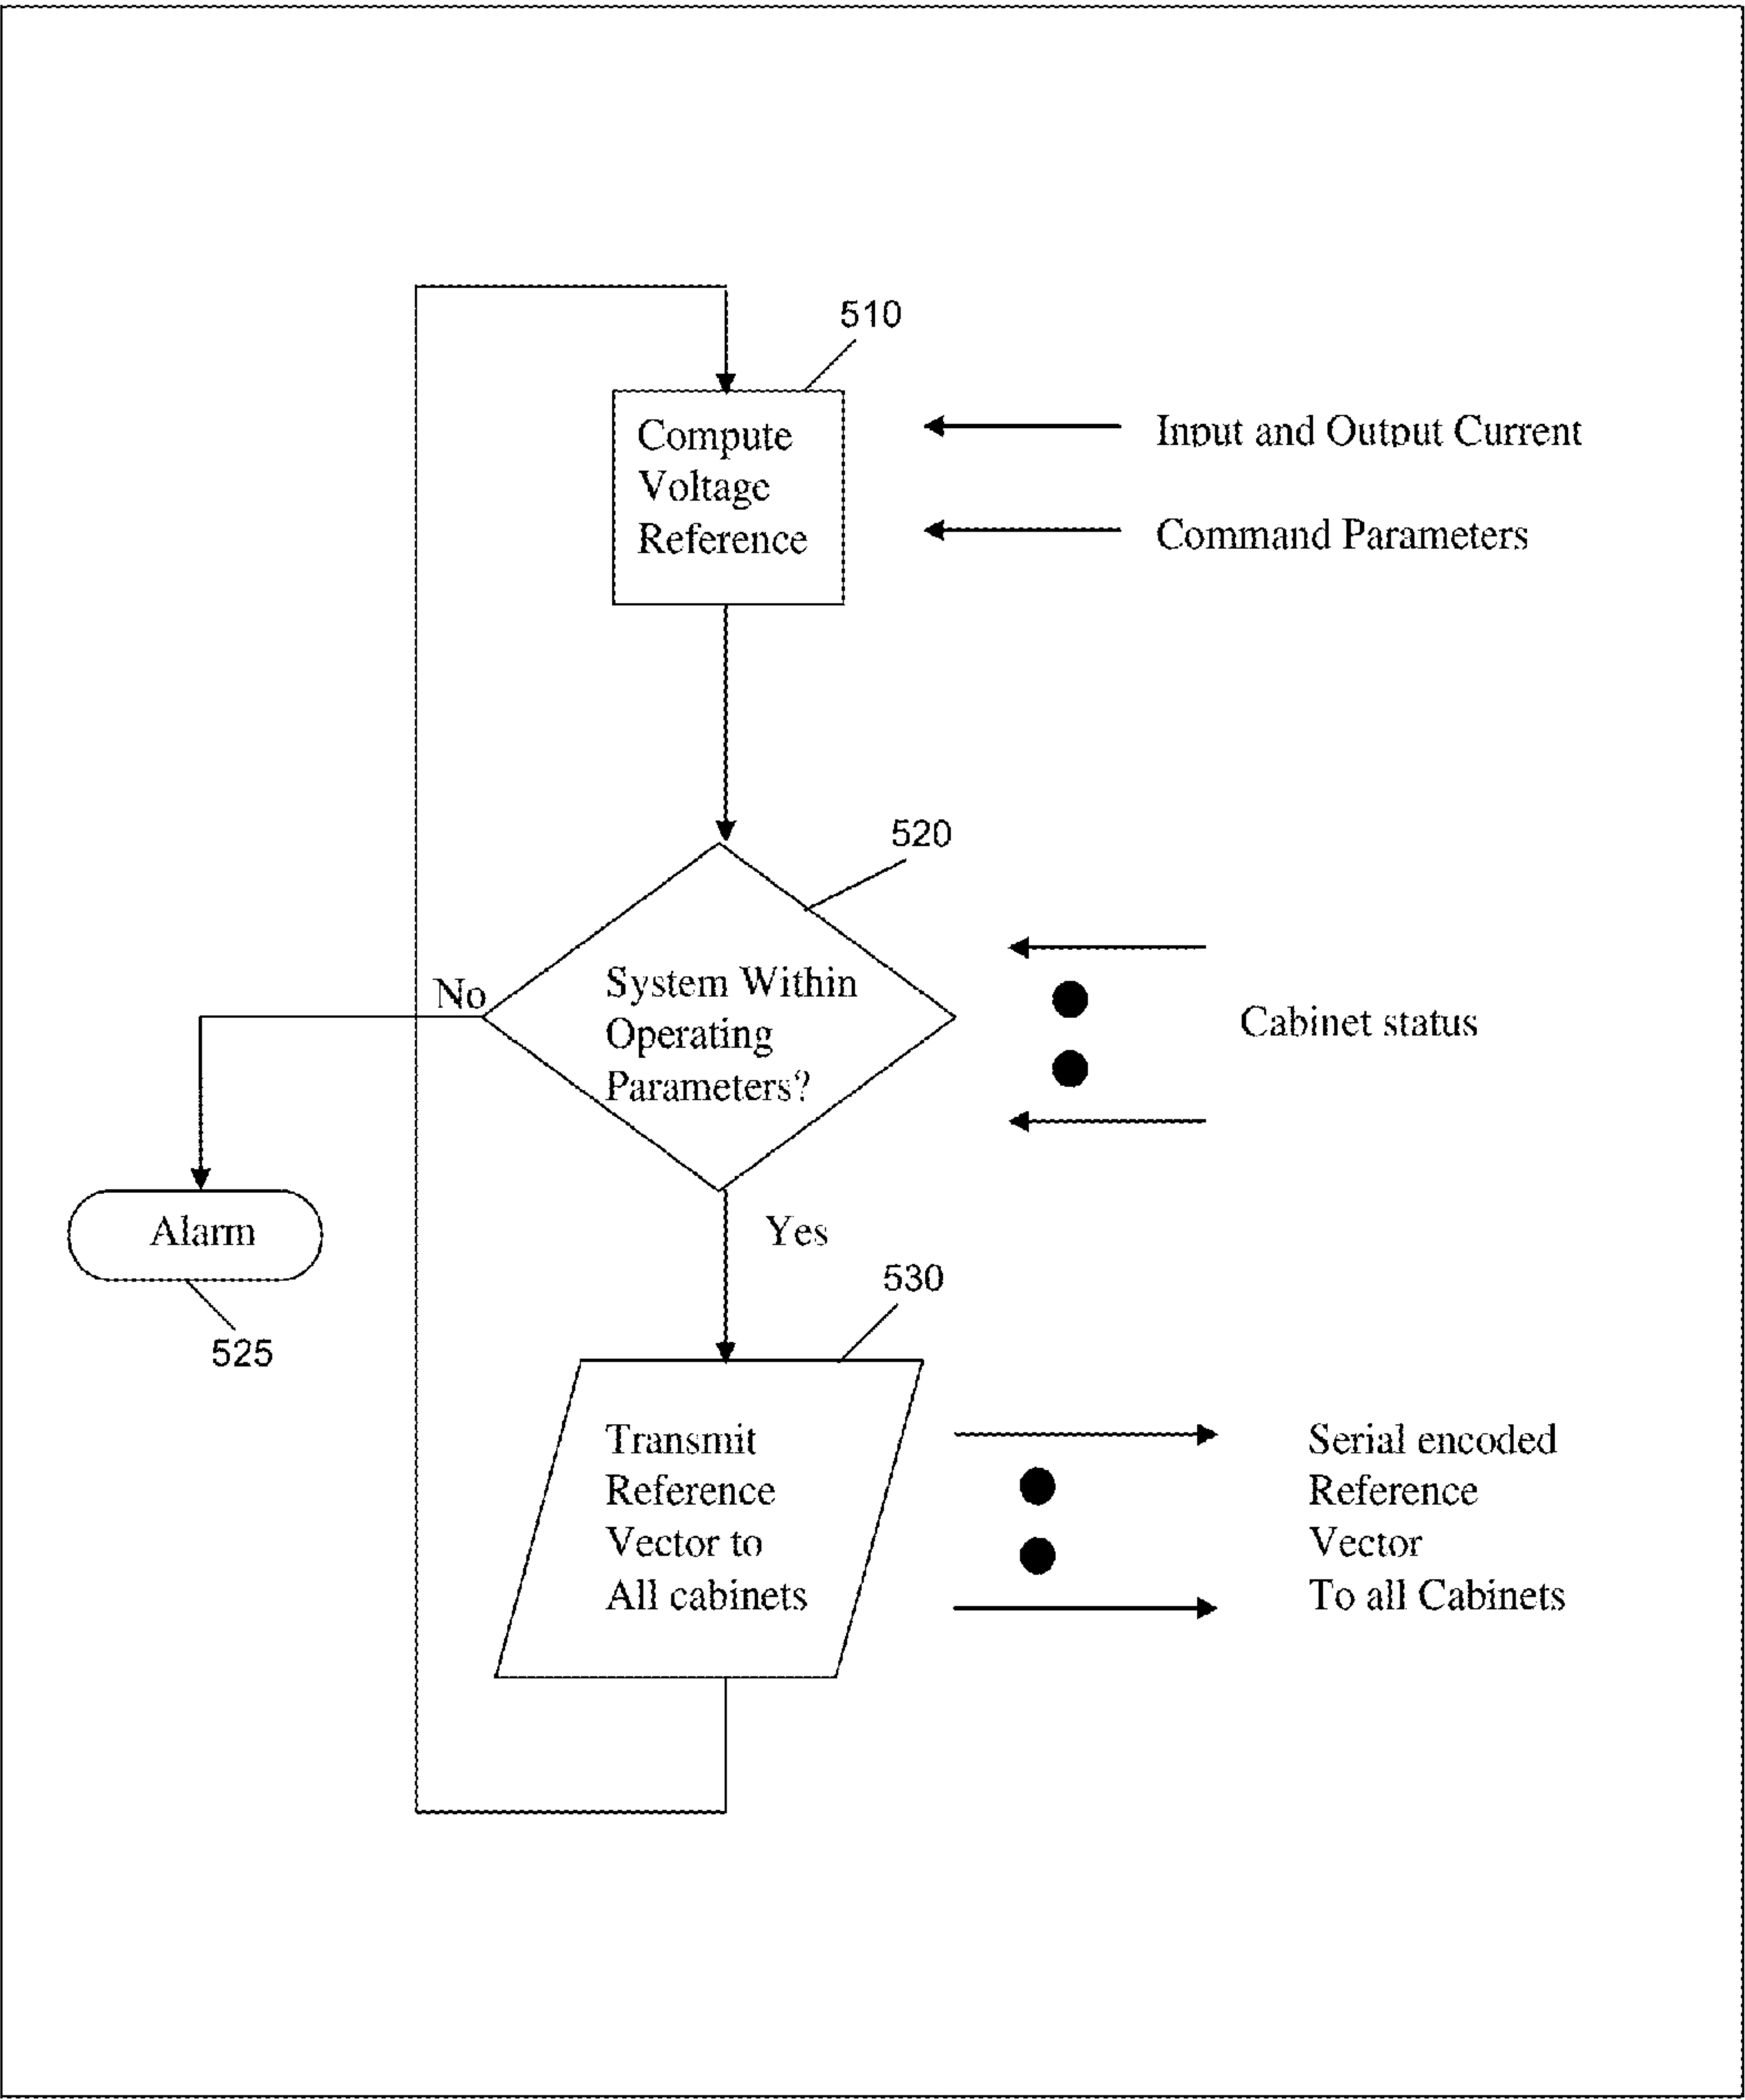 510
Compute
Voltage
Reference
Input and Output Current
Command Parameters
520
System Within
Operating
Parameters?
No
Cabinet status
Alarm
525
Yes
530
Transmit
Reference
Vector to
All cabinets
Serial encoded
Reference
Vector
To all Cabinets